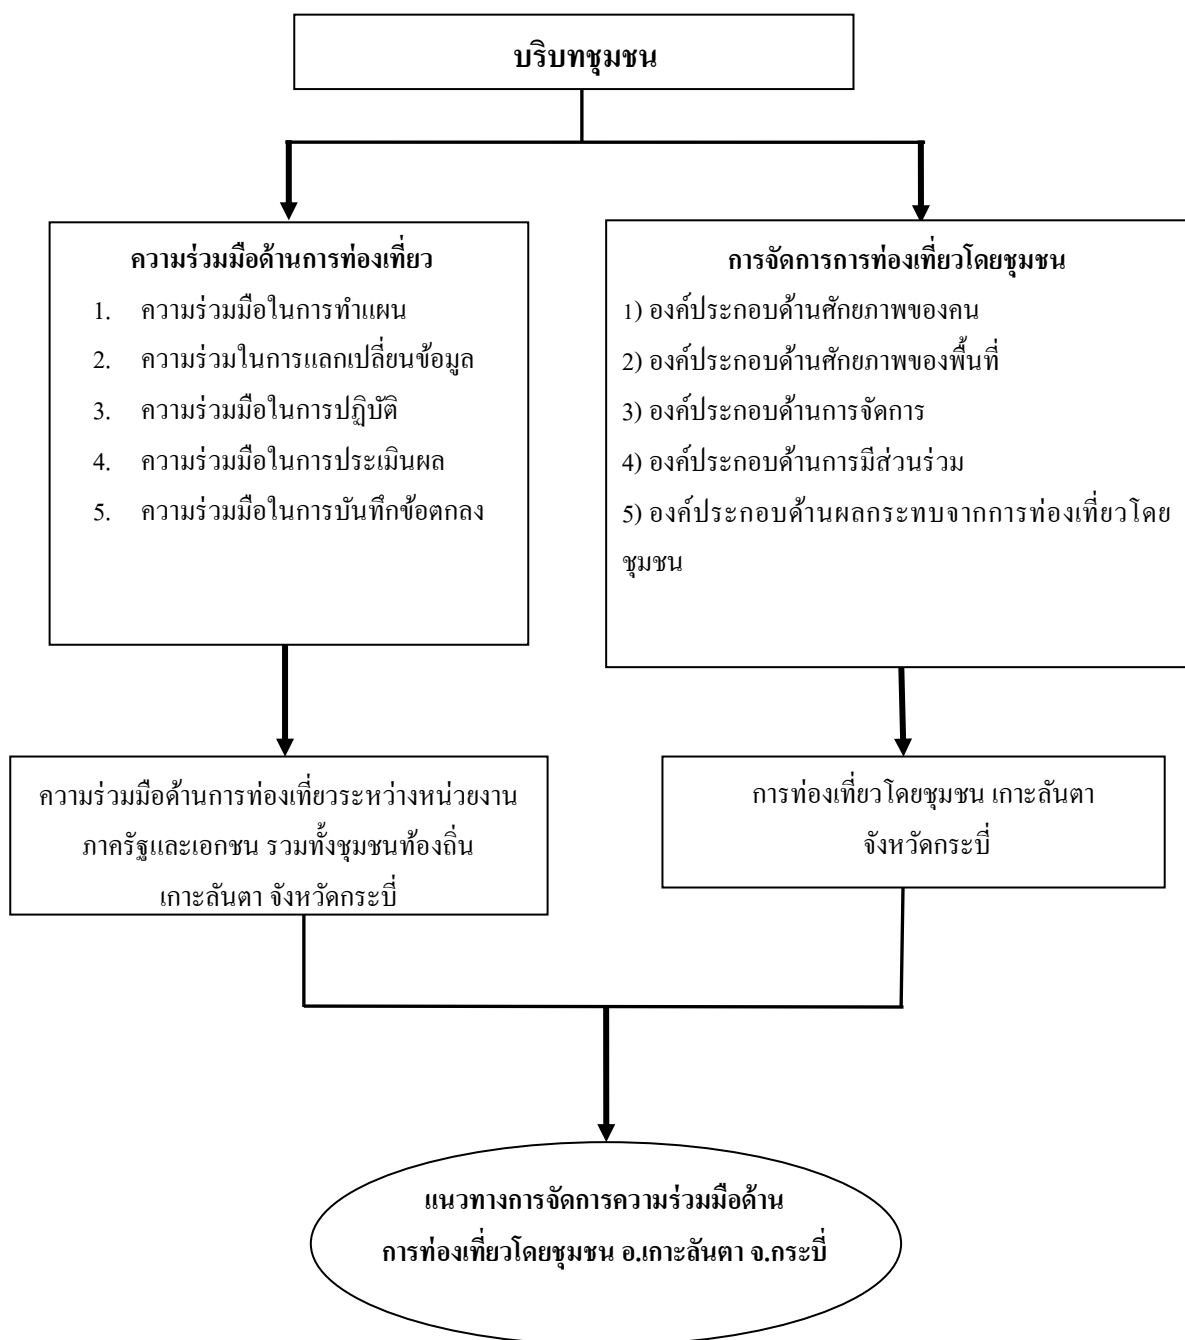 บริบทชุมชน
ความร่วมมือด้านการท่องเที่ยว
1. ความร่วมมือในการทำแผน
2. ความร่วมในการแลกเปลี่ยนข้อมูล
3. ความร่วมมือในการปฏิบัติ
4. ความร่วมมือในการประเมินผล
5. ความร่วมมือในการบันทึกข้อตกลง
การจัดการการท่องเที่ยวโดยชุมชน
1) องค์ประกอบด้านศักยภาพของคน
2) องค์ประกอบด้านศักยภาพของพื้นที่
3) องค์ประกอบด้านการจัดการ
4) องค์ประกอบด้านการมีส่วนร่วม
5) องค์ประกอบด้านผลกระทบจากการท่องเที่ยวโดย
ชุมชน
ความร่วมมือด้านการท่องเที่ยวระหว่างหน่วยงาน
ภาครัฐและเอกชน รวมทั้งชุมชนท้องถิ่น
เกาะลันตา จังหวัดกระบี่
การท่องเที่ยวโดยชุมชน เกาะลันตา
จังหวัดกระบี่
แนวทางการจัดการความร่วมมือด้าน
การท่องเที่ยวโดยชุมชน อ.เกาะลันตา จ.กระบี่